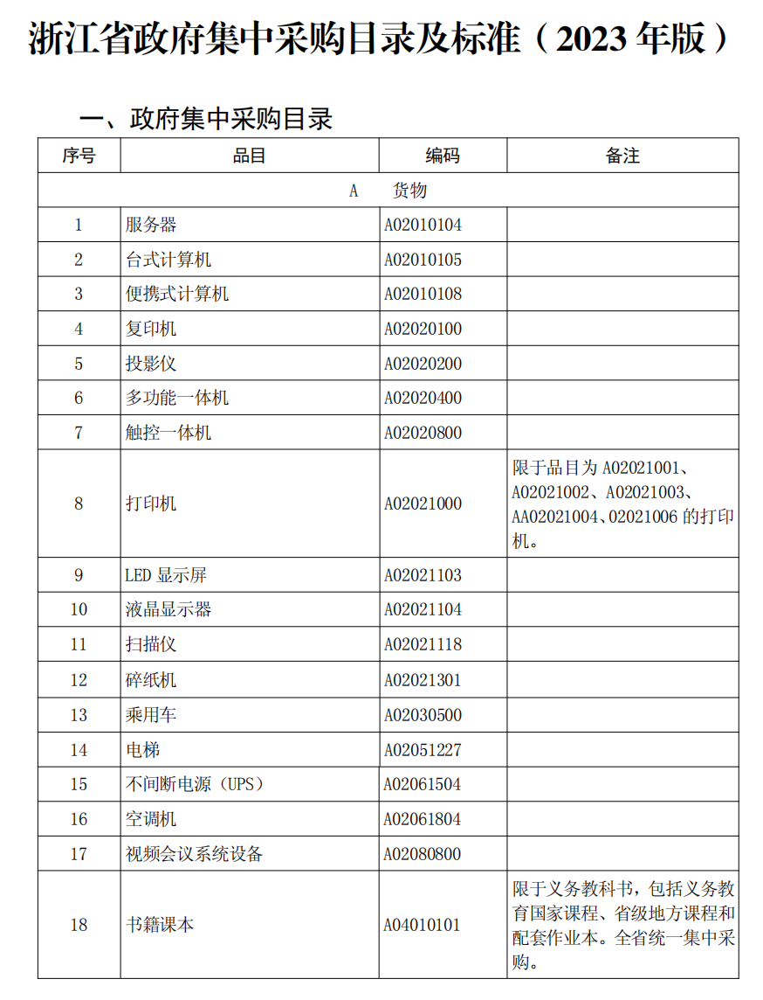 浙江省政府集中采购目录及标准（2023 年版）
一、政府集中采购目录
序号 品目 编码 备注
A 货物
1 服务器 A02010104
2 台式计算机 A02010105
3 便携式计算机 A02010108
4 复印机 A02020100
5 投影仪 A02020200
6 多功能一体机 A02020400
7 触控一体机 A02020800
8 打印机 A02021000 限于品目为 A02021001、
A02021002、A02021003、
AA02021004、02021006 的打印
机。
9 LED 显示屏 A02021103
10 液晶显示器 A02021104
11 扫描仪 A02021118
12 碎纸机 A02021301
13 乘用车 A02030500
14 电梯 A02051227
15 不间断电源（UPS） A02061504
16 空调机 A02061804
17 视频会议系统设备 A02080800
18 书籍课本 A04010101 限于义务教科书，包括义务教
育国家课程、省级地方课程和
配套作业本。全省统一集中采
购。